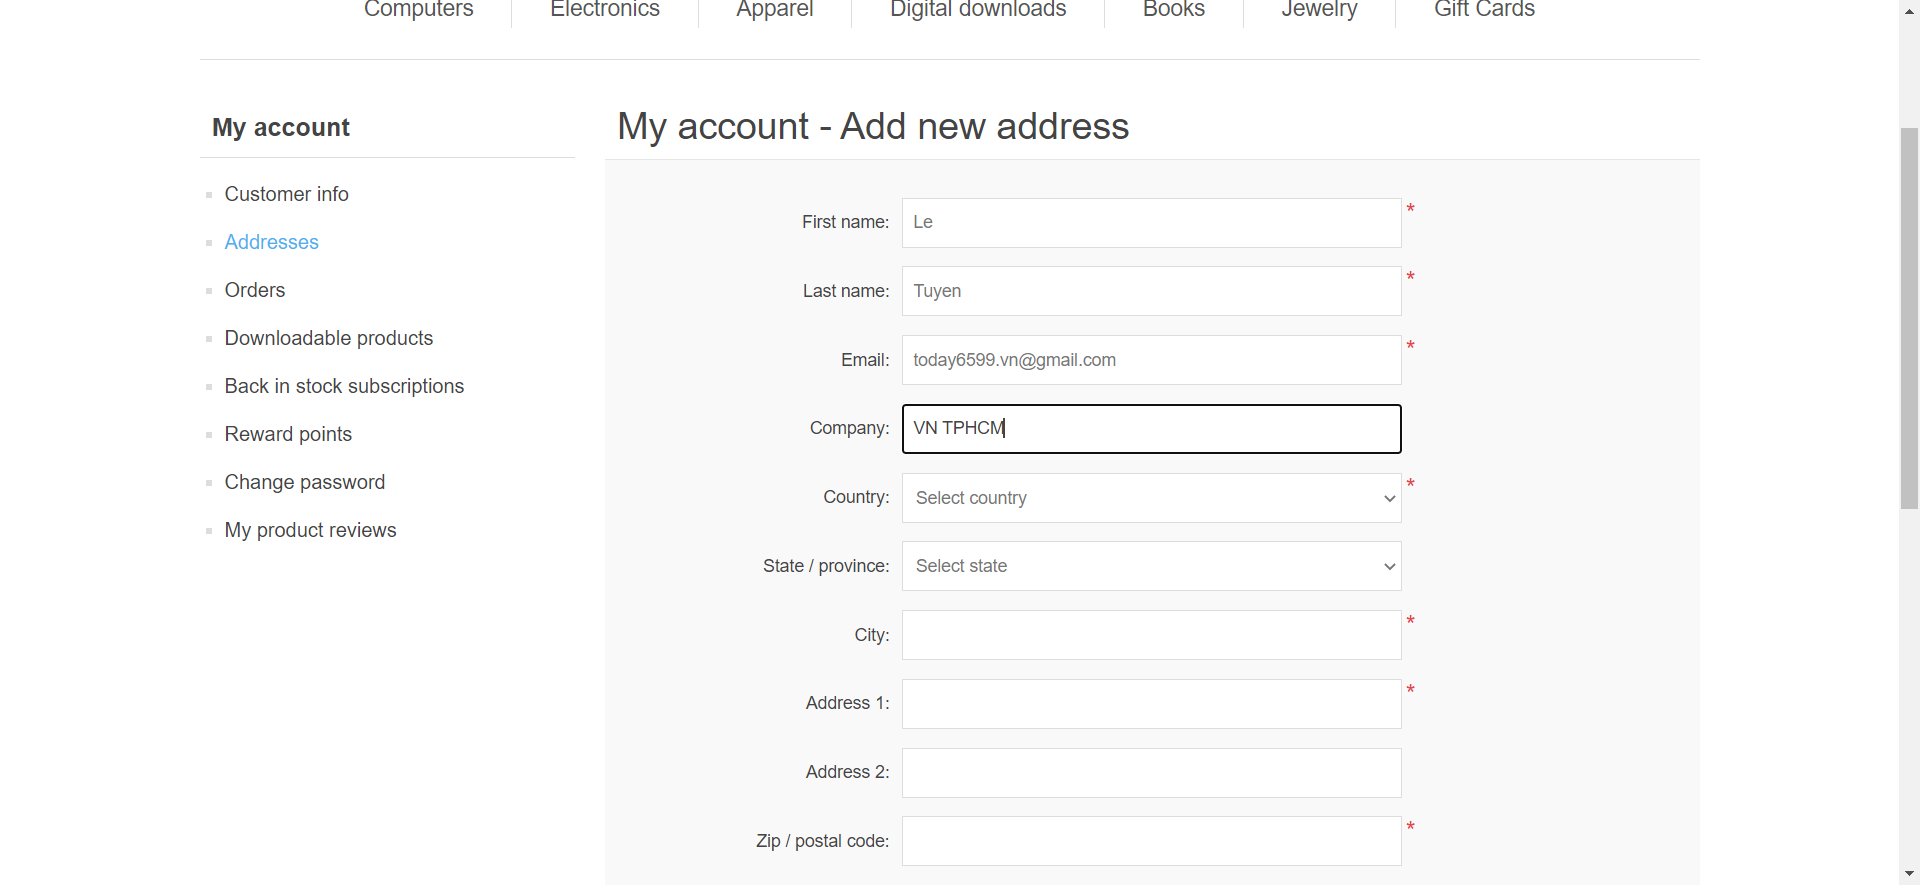 Computers Electronics Apparel Digital downloads Books Jewelry Gift Cards
My account
Customer info
Addresses
Orders
Downloadable products
Back in stock subscriptions
Reward points
Change password
My product reviews
My account - Add new address
First name: Le *
Last name: Tuyen *
Email: today6599.vn@gmail.com *
Company: VN TPHCM
Country: Select country *
State / province: Select state
City: *
Address 1: *
Address 2:
Zip / postal code: *